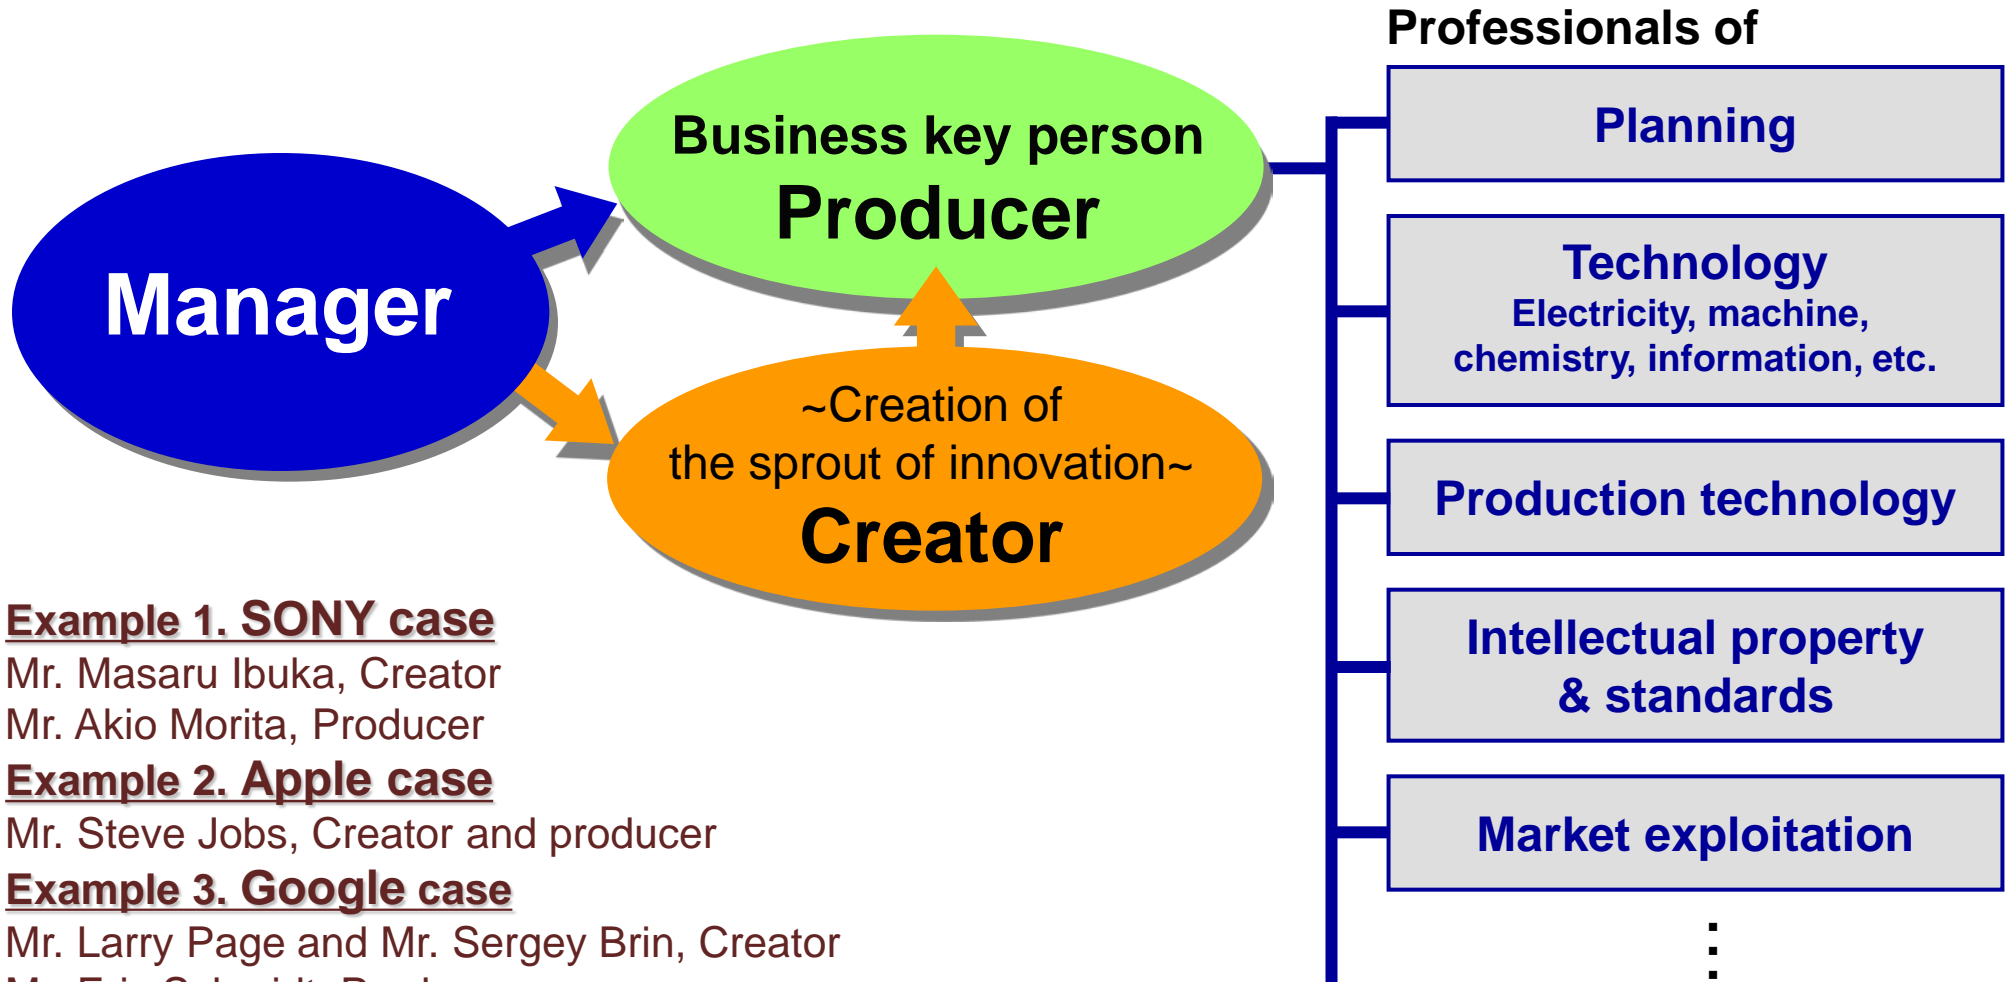 Professionals of
Business key person
Producer
Manager
~Creation of
the sprout of innovation~
Creator
Planning
Technology
Electricity, machine,
chemistry, information, etc.
Production technology
Intellectual property
& standards
Market exploitation
Example 1. SONY case
Mr. Masaru Ibuka, Creator
Mr. Akio Morita, Producer
Example 2. Apple case
Mr. Steve Jobs, Creator and producer
Example 3. Google case
Mr. Larry Page and Mr. Sergey Brin, Creator